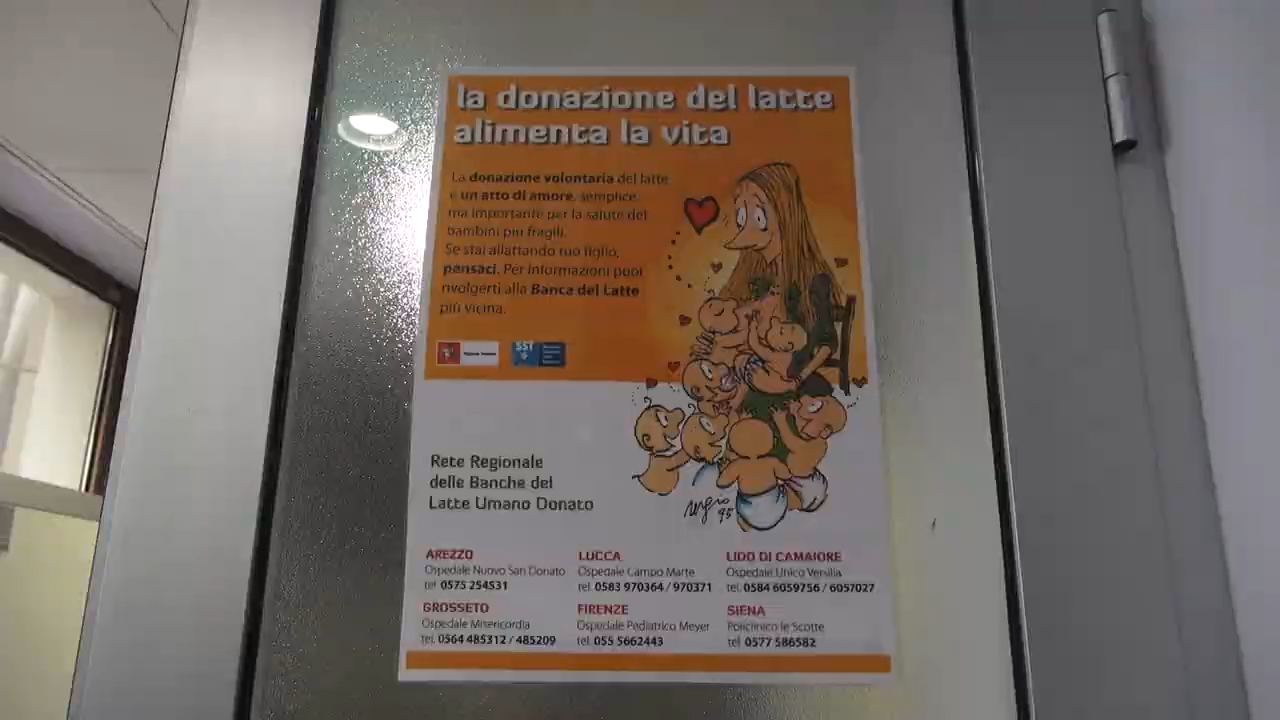 la donazione del latte
alimenta la vita
La donazione volontaria del latte
è un atto di amore, semplice,
ma importante per la salute dei
bambini più fragili.
Se stai allattando tuo figlio,
pensaci. Per informazioni puoi
rivolgerti alla Banca del Latte
più vicina.
SST
Rete Regionale
delle Banche del
Latte Umano Donato
AREZZO
Ospedale Nuovo San Donato
tel. 0575 254531
LUCCA
Ospedale Campo Marte
tel. 0583 970364 / 970371
LIDO DI CAMAIORE
Ospedale Unico Versilia
tel. 0584 6059756 / 6057027
GROSSETO
Ospedale Misericordia
tel. 0564 485312 / 485209
FIRENZE
Ospedale Pediatrico Meyer
tel. 055 5662443
SIENA
Policlinico le Scotte
tel. 0577 586582